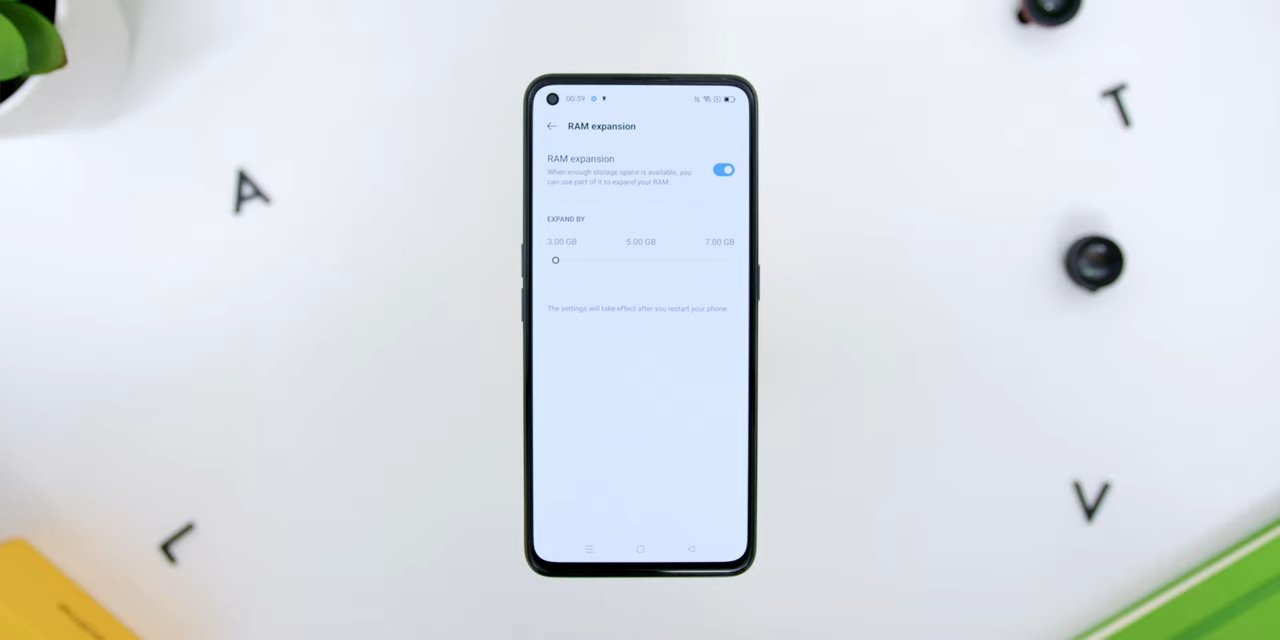 00:59
RAM expansion
RAM expansion
When enough storage space is available, you
can use part of it to expand your RAM.
EXPAND BY
3.00 GB 5.00 GB 7.00 GB
The settings will take effect after you restart your phone.
A
T
L
V